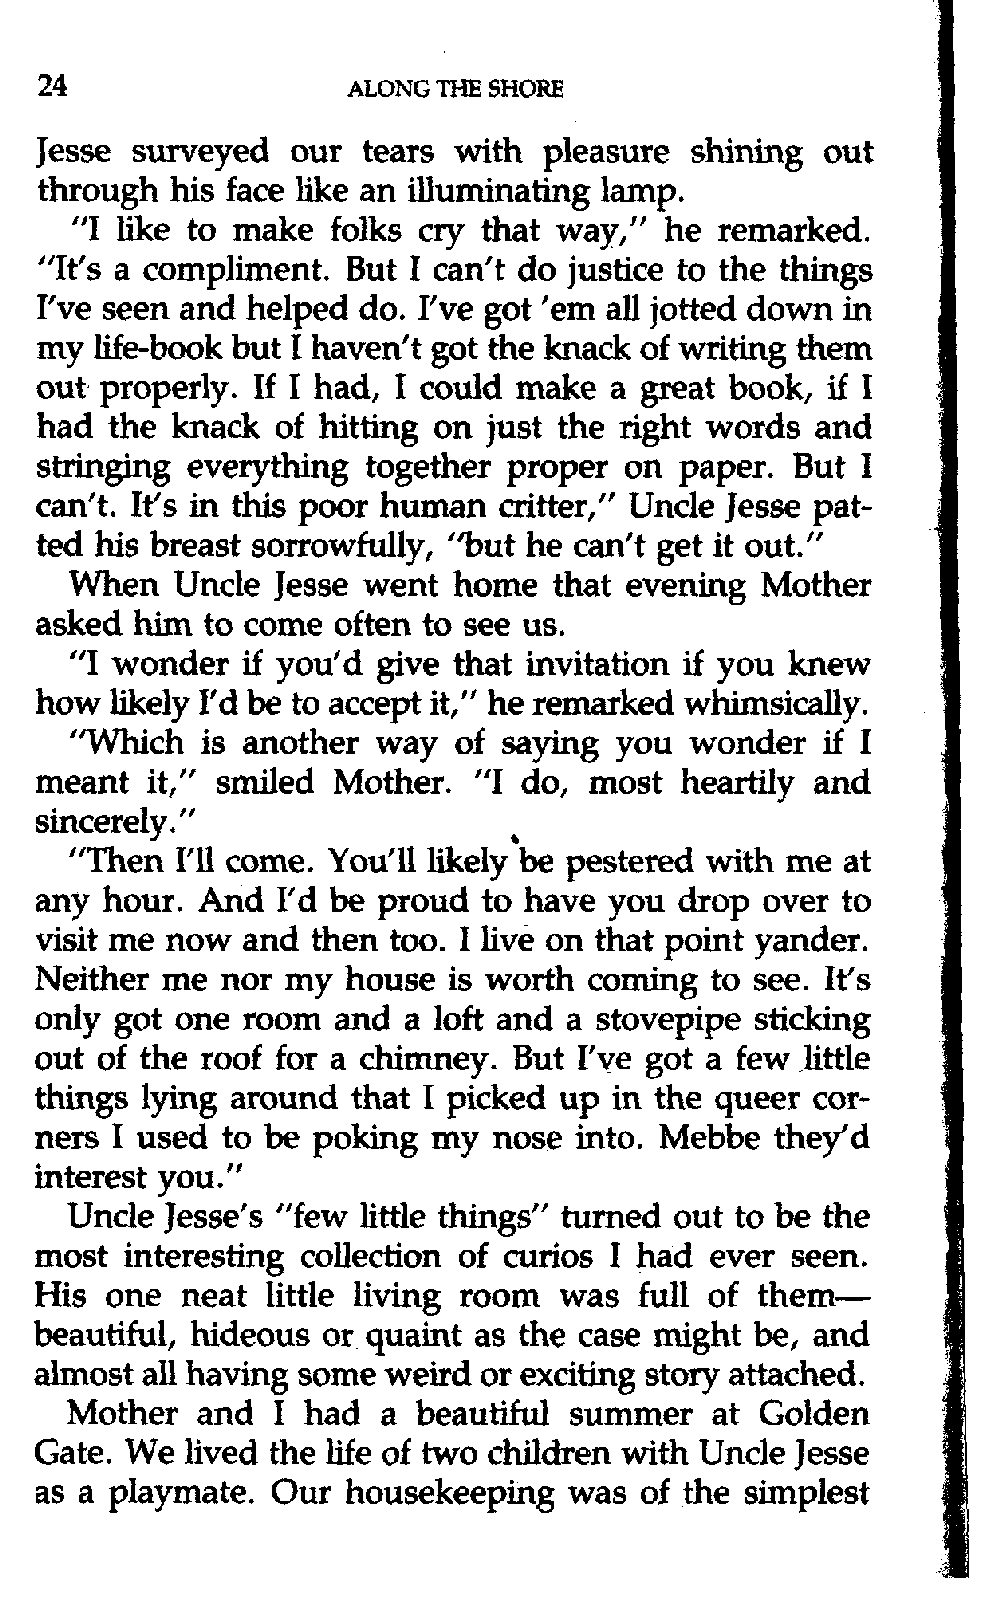 24 ALONG THE SHORE
Jesse surveyed our tears with pleasure shining out
through his face like an illuminating lamp.
"I like to make folks cry that way," he remarked.
"It's a compliment. But I can't do justice to the things
I've seen and helped do. I've got 'em all jotted down in
my life-book but I haven't got the knack of writing them
out properly. If I had, I could make a great book, if I
had the knack of hitting on just the right words and
stringing everything together proper on paper. But I
can't. It's in this poor human critter," Uncle Jesse pat-
ted his breast sorrowfully, "but he can't get it out."
When Uncle Jesse went home that evening Mother
asked him to come often to see us.
"I wonder if you'd give that invitation if you knew
how likely I'd be to accept it," he remarked whimsically.
"Which is another way of saying you wonder if I
meant it," smiled Mother. "I do, most heartily and
sincerely."
"Then I'll come. You'll likely be pestered with me at
any hour. And I'd be proud to have you drop over to
visit me now and then too. I live on that point yander.
Neither me nor my house is worth coming to see. It's
only got one room and a loft and a stovepipe sticking
out of the roof for a chimney. But I've got a few little
things lying around that I picked up in the queer cor-
ners I used to be poking my nose into. Mebbe they'd
interest you."
Uncle Jesse's "few little things" turned out to be the
most interesting collection of curios I had ever seen.
His one neat little living room was full of them—
beautiful, hideous or quaint as the case might be, and
almost all having some weird or exciting story attached.
Mother and I had a beautiful summer at Golden
Gate. We lived the life of two children with Uncle Jesse
as a playmate. Our housekeeping was of the simplest